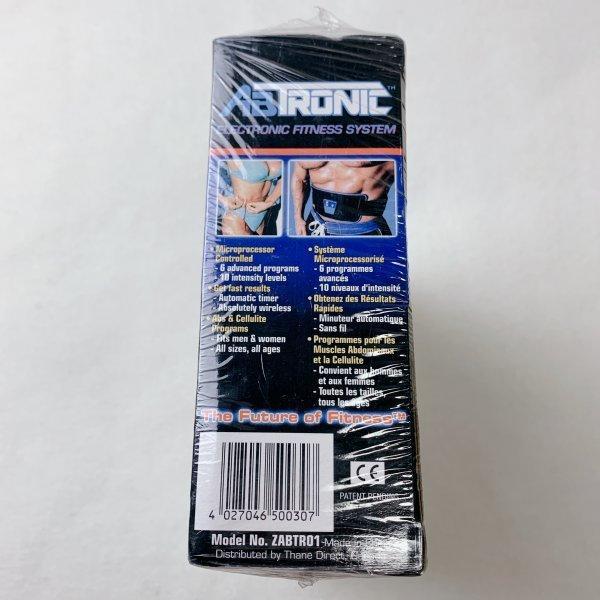 ABTRONIC™
ELECTRONIC FITNESS SYSTEM
• Microprocessor
Controlled
- 6 advanced programs
- 10 intensity levels
• Get fast results
- Automatic timer
- Absolutely wireless
• Abs & Cellulite
Programs
- Fits men & women
- All sizes, all ages
• Système
Microprocessorisé
- 6 programmes
avancés
- 10 niveaux d'intensité
• Obtenez des Résultats
Rapides
- Minuteur automatique
- Sans fil
• Programmes pour les
Muscles Abdominaux
et la Cellulite
- Convient aux hommes
et aux femmes
- Toutes les tailles,
tous les âges
The Future of Fitness™
4 027046 500307
CE
PATENT PENDING
Model No. ZABTR01 Made in
Distributed by Thane Direct,